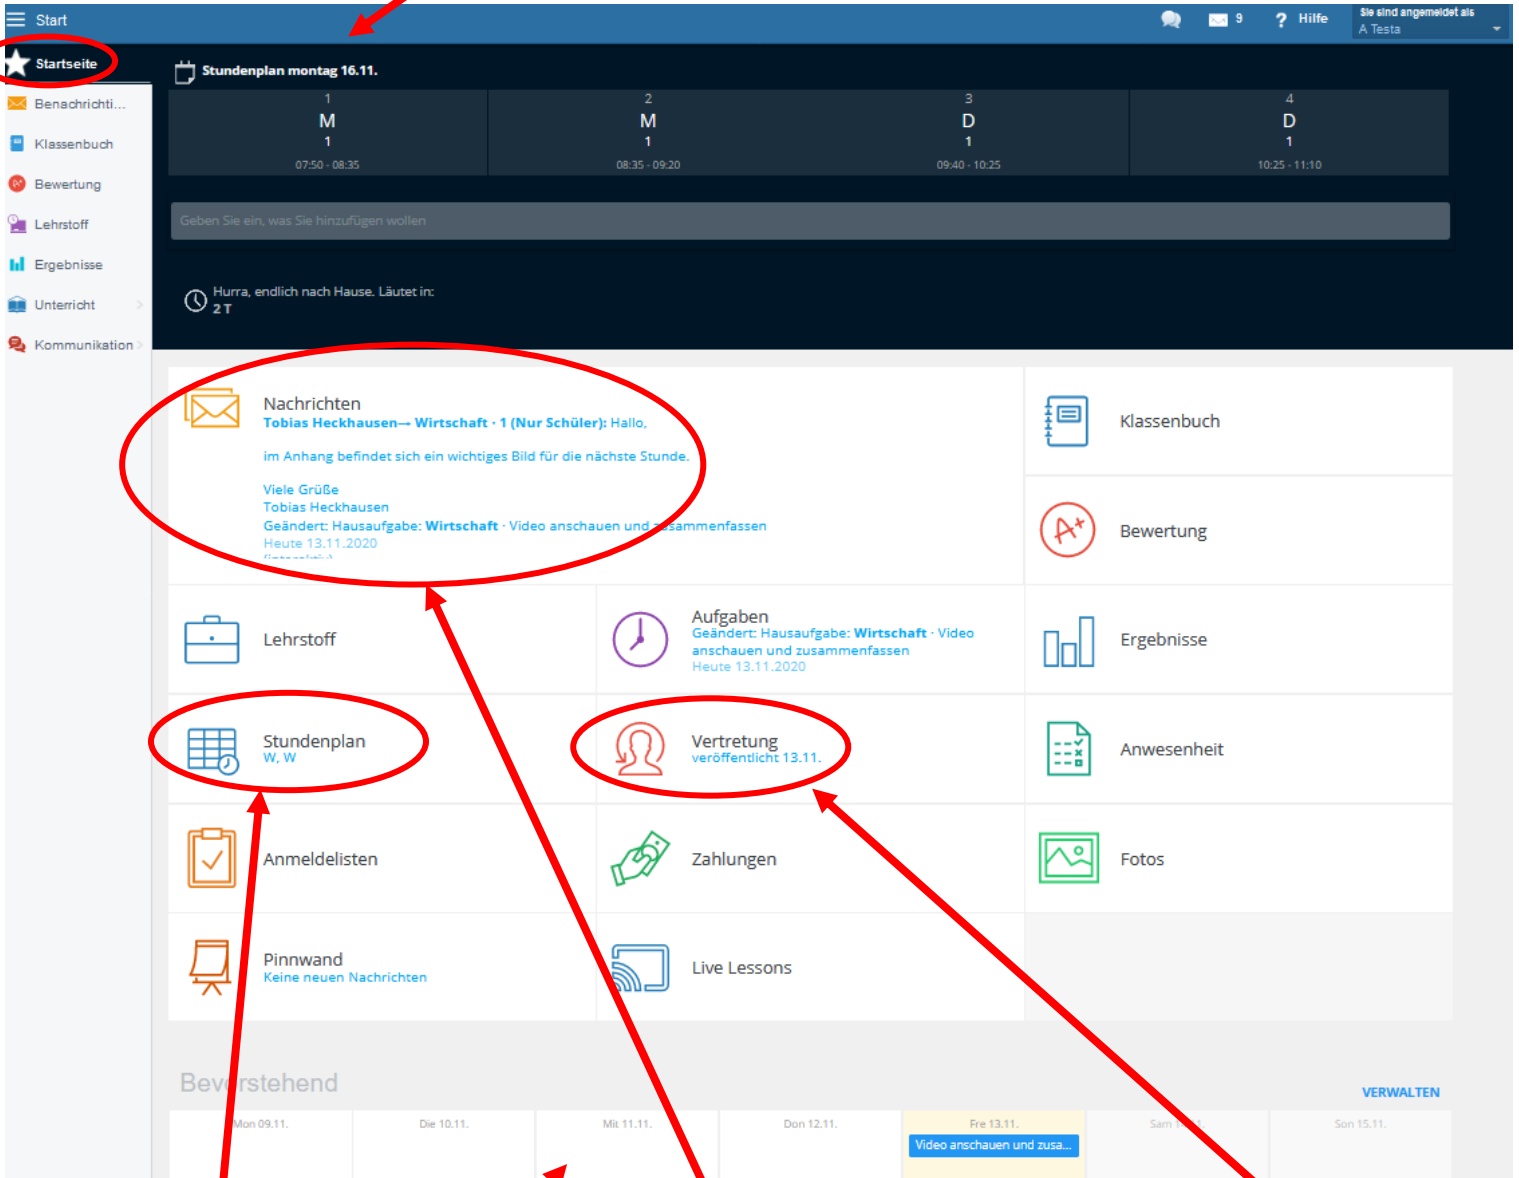 Start
9
? Hilfe
Sie sind angemeldet als
A Testa
Startseite
Benachrichti...
Klassenbuch
Bewertung
Lehrstoff
Ergebnisse
Unterricht
Kommunikation
Stundenplan montag 16.11.
1
M
1
07:50 - 08:35
2
M
1
08:35 - 09:20
3
D
1
09:40 - 10:25
4
D
1
10:25 - 11:10
Geben Sie ein, was Sie hinzufügen wollen
Hurra, endlich nach Hause. Läutet in:
2 T
Nachrichten
Tobias Heckhausen→ Wirtschaft · 1 (Nur Schüler): Hallo,
im Anhang befindet sich ein wichtiges Bild für die nächste Stunde.
Viele Grüße
Tobias Heckhausen
Geändert: Hausaufgabe: Wirtschaft · Video anschauen und zusammenfassen
Heute 13.11.2020
Klassenbuch
A+
Bewertung
Lehrstoff
Aufgaben
Geändert: Hausaufgabe: Wirtschaft · Video
anschauen und zusammenfassen
Heute 13.11.2020
Ergebnisse
Stundenplan
W, W
Vertretung
veröffentlicht 13.11.
Anwesenheit
Anmeldelisten
Zahlungen
Fotos
Pinnwand
Keine neuen Nachrichten
Live Lessons
Bevorstehend
VERWALTEN
Mon 09.11.
Die 10.11.
Mit 11.11.
Don 12.11.
Fre 13.11.
Video anschauen und zusa...
Sam
Son 15.11.